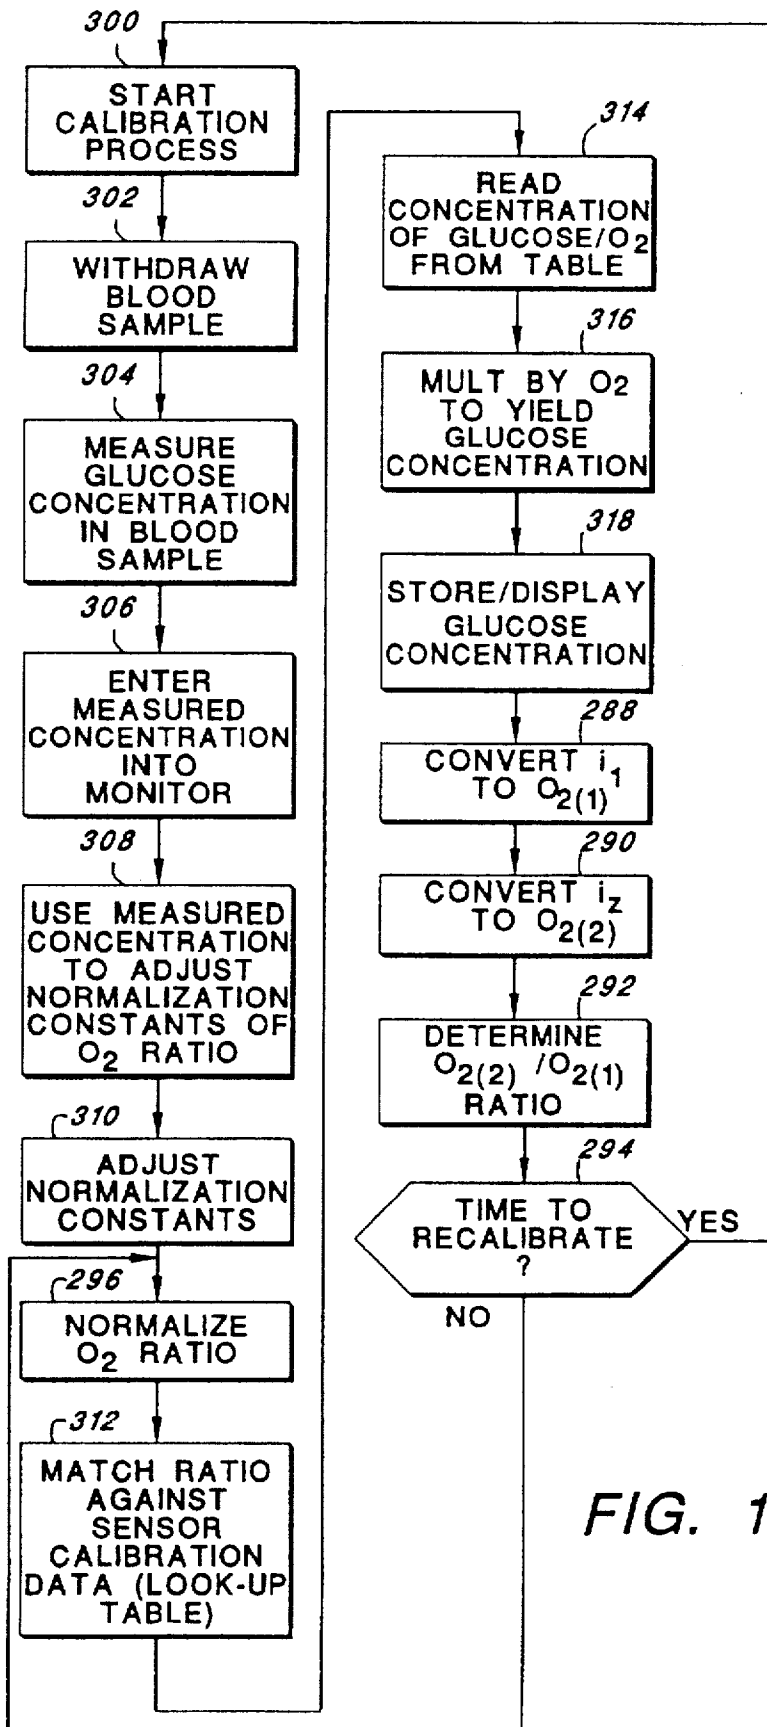 300
START
CALIBRATION
PROCESS
302
WITHDRAW
BLOOD
SAMPLE
304
MEASURE
GLUCOSE
CONCENTRATION
IN BLOOD
SAMPLE
306
ENTER
MEASURED
CONCENTRATION
INTO
MONITOR
308
USE MEASURED
CONCENTRATION
TO ADJUST
NORMALIZATION
CONSTANTS OF
O₂ RATIO
310
ADJUST
NORMALIZATION
CONSTANTS
296
NORMALIZE
O₂ RATIO
312
MATCH RATIO
AGAINST
SENSOR
CALIBRATION
DATA (LOOK-UP
TABLE)
314
READ
CONCENTRATION
OF GLUCOSE/O₂
FROM TABLE
316
MULT BY O₂
TO YIELD
GLUCOSE
CONCENTRATION
318
STORE/DISPLAY
GLUCOSE
CONCENTRATION
288
CONVERT i₁
TO O₂₍₁₎
290
CONVERT i_z
TO O₂₍₂₎
292
DETERMINE
O₂₍₂₎ /O₂₍₁₎
RATIO
294
TIME TO
RECALIBRATE
?
YES
NO
FIG. 1